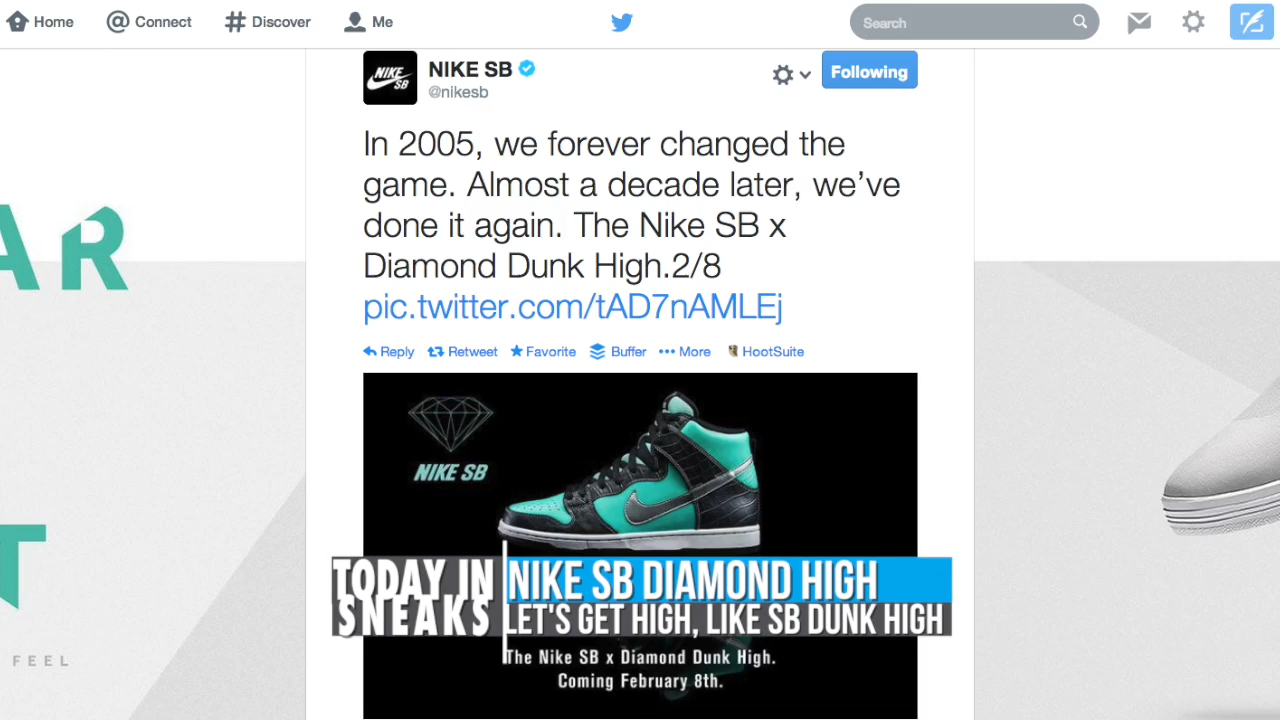 Home
Connect
Discover
Me
Search
NIKE SB
NIKE SB
@nikesb
Following
In 2005, we forever changed the
game. Almost a decade later, we've
done it again. The Nike SB x
Diamond Dunk High.2/8
pic.twitter.com/tAD7nAMLEj
Reply
Retweet
Favorite
Buffer
More
HootSuite
AR
T
FEEL
NIKE SB
TODAY IN
SNEAKS
NIKE SB DIAMOND HIGH
LET'S GET HIGH, LIKE SB DUNK HIGH
The Nike SB x Diamond Dunk High.
Coming February 8th.